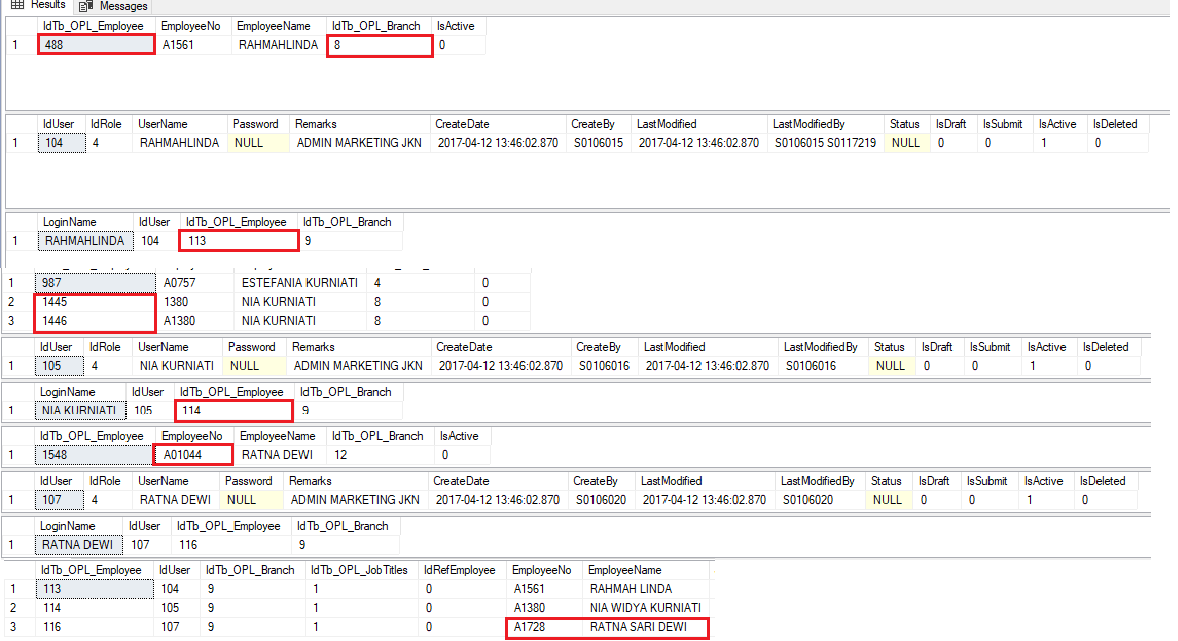 Results Messages
IdTb_OPL_Employee EmployeeNo EmployeeName IdTb_OPL_Branch IsActive
1 488 A1561 RAHMAHLINDA 8 0
IdUser IdRole UserName Password Remarks CreateDate CreateBy LastModified LastModifiedBy Status IsDraft IsSubmit IsActive IsDeleted
1 104 4 RAHMAHLINDA NULL ADMIN MARKETING JKN 2017-04-12 13:46:02.870 S0106015 2017-04-12 13:46:02.870 S0106015 S0117219 NULL 0 0 1 0
LoginName IdUser IdTb_OPL_Employee IdTb_OPL_Branch
1 RAHMAHLINDA 104 113 9
1 987 A0757 ESTEFANIA KURNIATI 4 0
2 1445 1380 NIA KURNIATI 8 0
3 1446 A1380 NIA KURNIATI 8 0
IdUser IdRole UserName Password Remarks CreateDate CreateBy LastModified LastModifiedBy Status IsDraft IsSubmit IsActive IsDeleted
1 105 4 NIA KURNIATI NULL ADMIN MARKETING JKN 2017-04-12 13:46:02.870 S0106016 2017-04-12 13:46:02.870 S0106016 NULL 0 0 1 0
LoginName IdUser IdTb_OPL_Employee IdTb_OPL_Branch
1 NIA KURNIATI 105 114 9
IdTb_OPL_Employee EmployeeNo EmployeeName IdTb_OPL_Branch IsActive
1 1548 A01044 RATNA DEWI 12 0
IdUser IdRole UserName Password Remarks CreateDate CreateBy LastModified LastModifiedBy Status IsDraft IsSubmit IsActive IsDeleted
1 107 4 RATNA DEWI NULL ADMIN MARKETING JKN 2017-04-12 13:46:02.870 S0106020 2017-04-12 13:46:02.870 S0106020 NULL 0 0 1 0
LoginName IdUser IdTb_OPL_Employee IdTb_OPL_Branch
1 RATNA DEWI 107 116 9
IdTb_OPL_Employee IdUser IdTb_OPL_Branch IdTb_OPL_JobTitles IdRefEmployee EmployeeNo EmployeeName
1 113 104 9 1 0 A1561 RAHMAH LINDA
2 114 105 9 1 0 A1380 NIA WIDYA KURNIATI
3 116 107 9 1 0 A1728 RATNA SARI DEWI